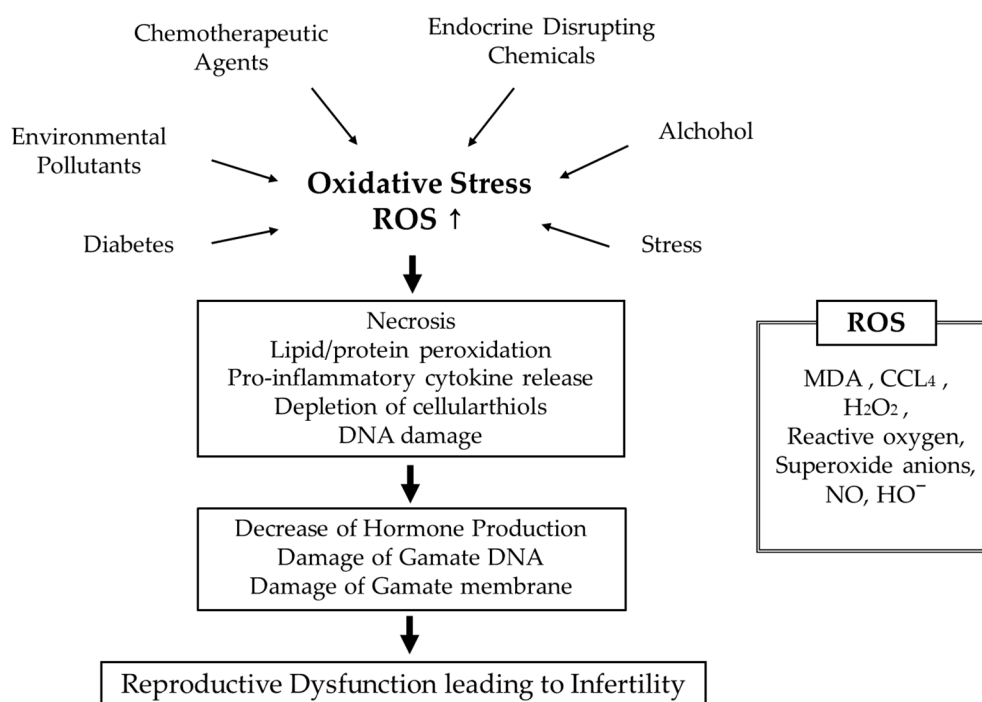 Chemotherapeutic
Agents
Endocrine Disrupting
Chemicals
Environmental
Pollutants
Alchohol
Diabetes
Stress
Oxidative Stress
ROS ↑
Necrosis
Lipid/protein peroxidation
Pro-inflammatory cytokine release
Depletion of cellularthiols
DNA damage
Decrease of Hormone Production
Damage of Gamate DNA
Damage of Gamate membrane
Reproductive Dysfunction leading to Infertility
ROS
MDA , CCL₄ ,
H₂O₂ ,
Reactive oxygen,
Superoxide anions,
NO, HO⁻